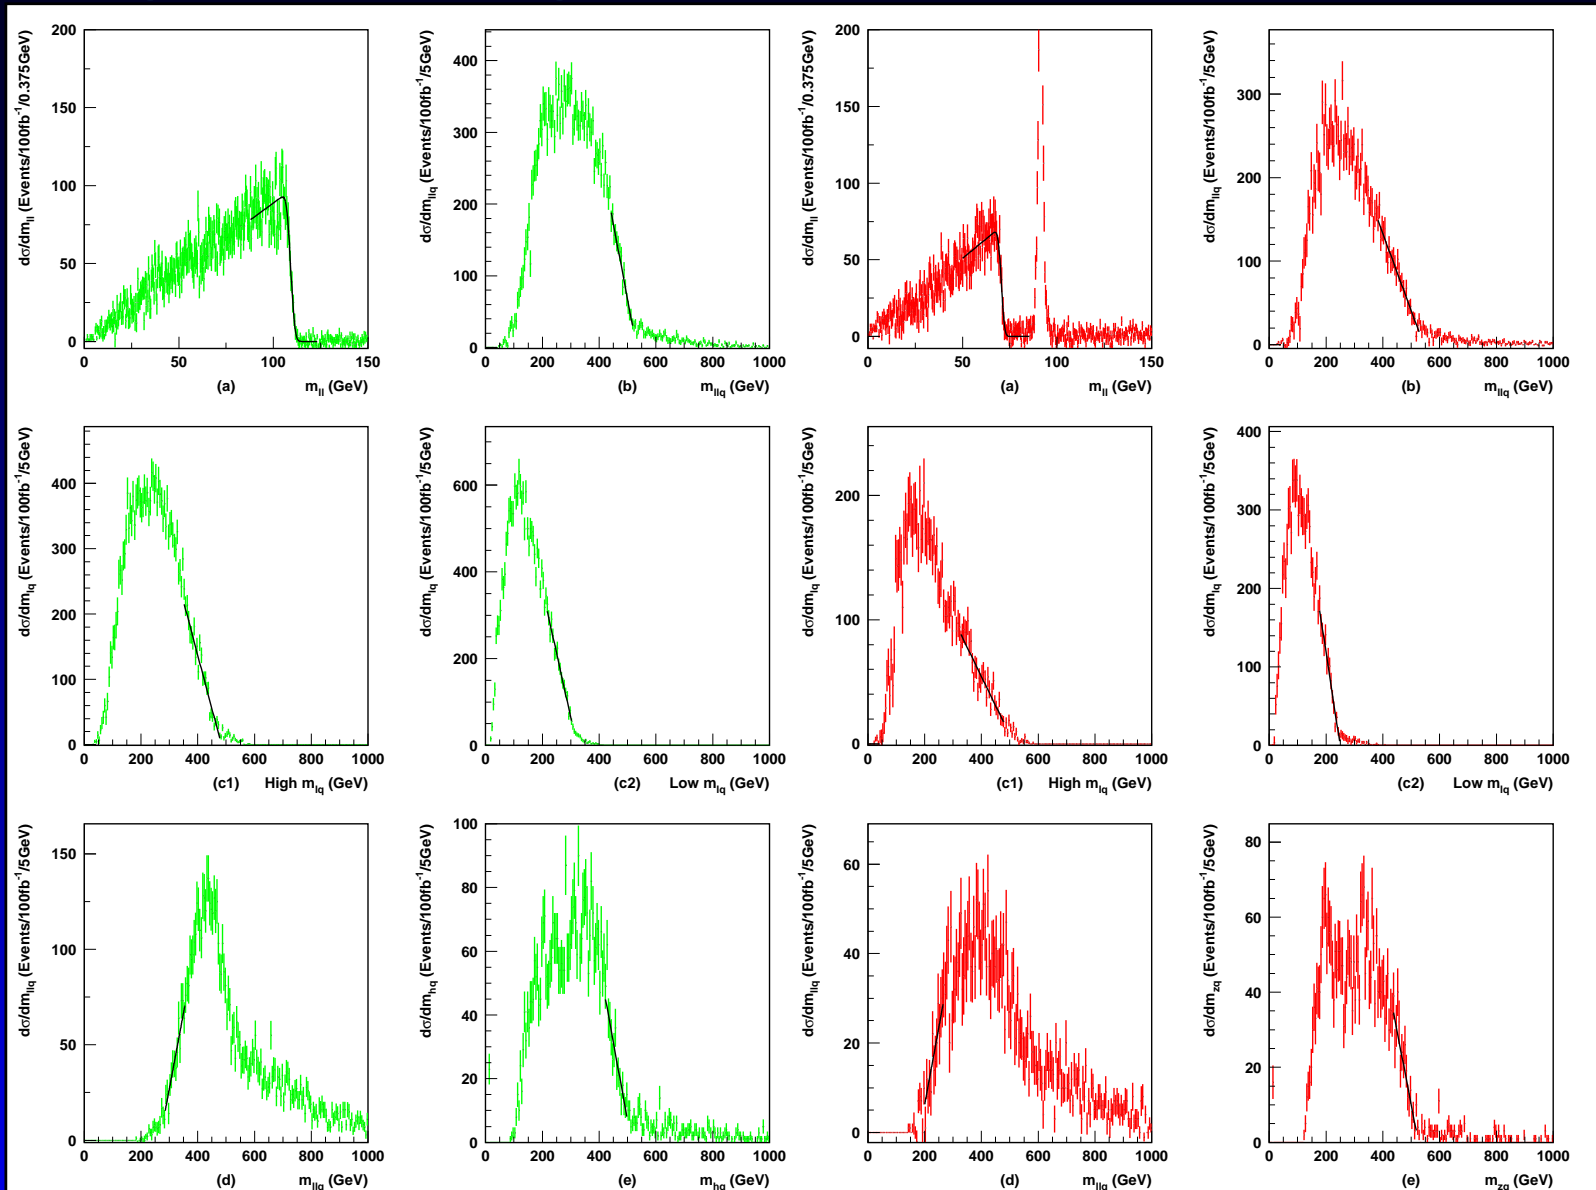 dσ/dm_ll (Events/100fb⁻¹/0.375GeV)
200
150
100
50
0
0 50 100 150
(a) m_ll (GeV)
dσ/dm_llq (Events/100fb⁻¹/5GeV)
400
300
200
100
0
0 200 400 600 800 1000
(b) m_llq (GeV)
dσ/dm_ll (Events/100fb⁻¹/0.375GeV)
200
150
100
50
0
0 50 100 150
(a) m_ll (GeV)
dσ/dm_llq (Events/100fb⁻¹/5GeV)
300
200
100
0
0 200 400 600 800 1000
(b) m_llq (GeV)
dσ/dm_lq (Events/100fb⁻¹/5GeV)
400
300
200
100
0
0 200 400 600 800 1000
(c1) High m_lq (GeV)
dσ/dm_lq (Events/100fb⁻¹/5GeV)
600
400
200
0
0 200 400 600 800 1000
(c2) Low m_lq (GeV)
dσ/dm_lq (Events/100fb⁻¹/5GeV)
200
100
0
0 200 400 600 800 1000
(c1) High m_lq (GeV)
dσ/dm_lq (Events/100fb⁻¹/5GeV)
400
300
200
100
0
0 200 400 600 800 1000
(c2) Low m_lq (GeV)
dσ/dm_llq (Events/100fb⁻¹/5GeV)
150
100
50
0
0 200 400 600 800 1000
(d) m_llq (GeV)
dσ/dm_hq (Events/100fb⁻¹/5GeV)
100
80
60
40
20
0
0 200 400 600 800 1000
(e) m_hq (GeV)
dσ/dm_llq (Events/100fb⁻¹/5GeV)
60
40
20
0
0 200 400 600 800 1000
(d) m_llq (GeV)
dσ/dm_zq (Events/100fb⁻¹/5GeV)
80
60
40
20
0
0 200 400 600 800 1000
(e) m_zq (GeV)